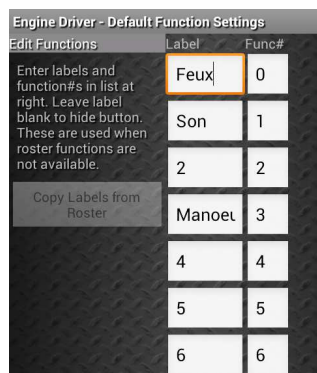 Engine Driver - Default Function Settings
Edit Functions
Label Func#
Enter labels and
function#s in list at
right. Leave label
blank to hide button.
These are used when
roster functions are
not available.
Copy Labels from
Roster
Feux 0
Son 1
2 2
Manoeu 3
4 4
5 5
6 6